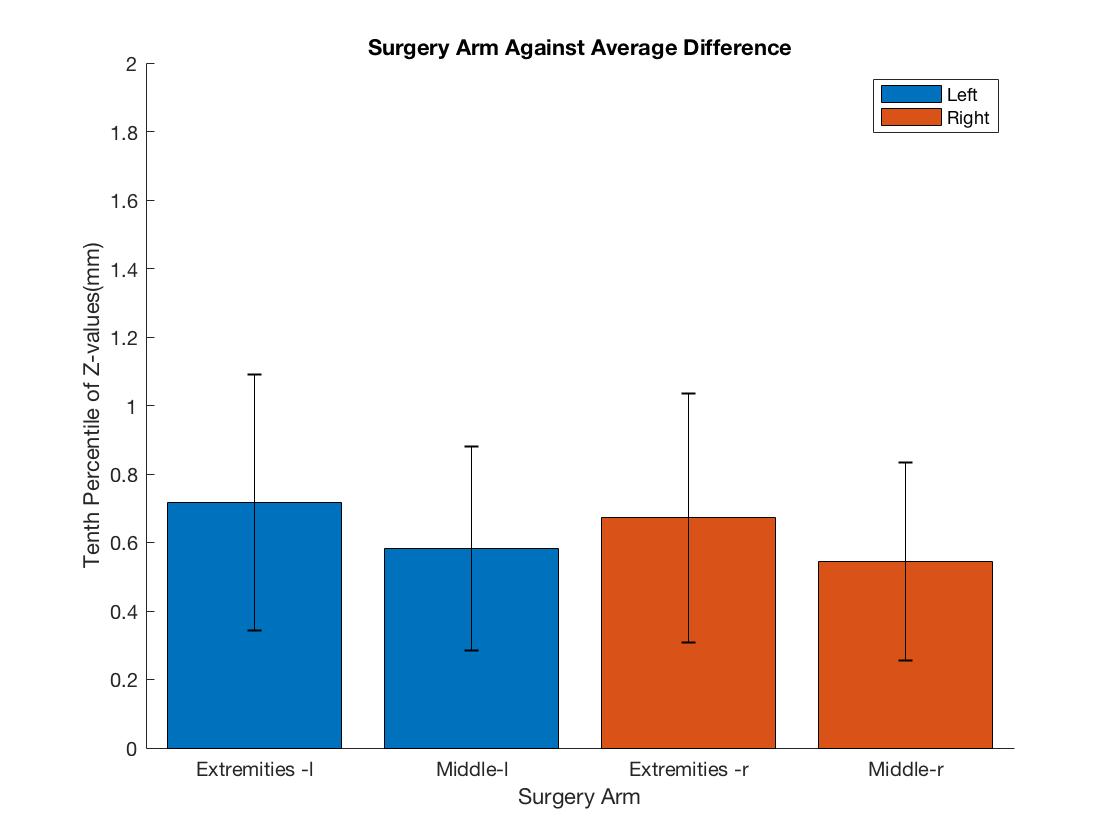 Surgery Arm Against Average Difference
Left
Right
2
1.8
1.6
1.4
1.2
1
0.8
0.6
0.4
0.2
0
Tenth Percentile of Z-values(mm)
Extremities -l
Middle-l
Extremities -r
Middle-r
Surgery Arm